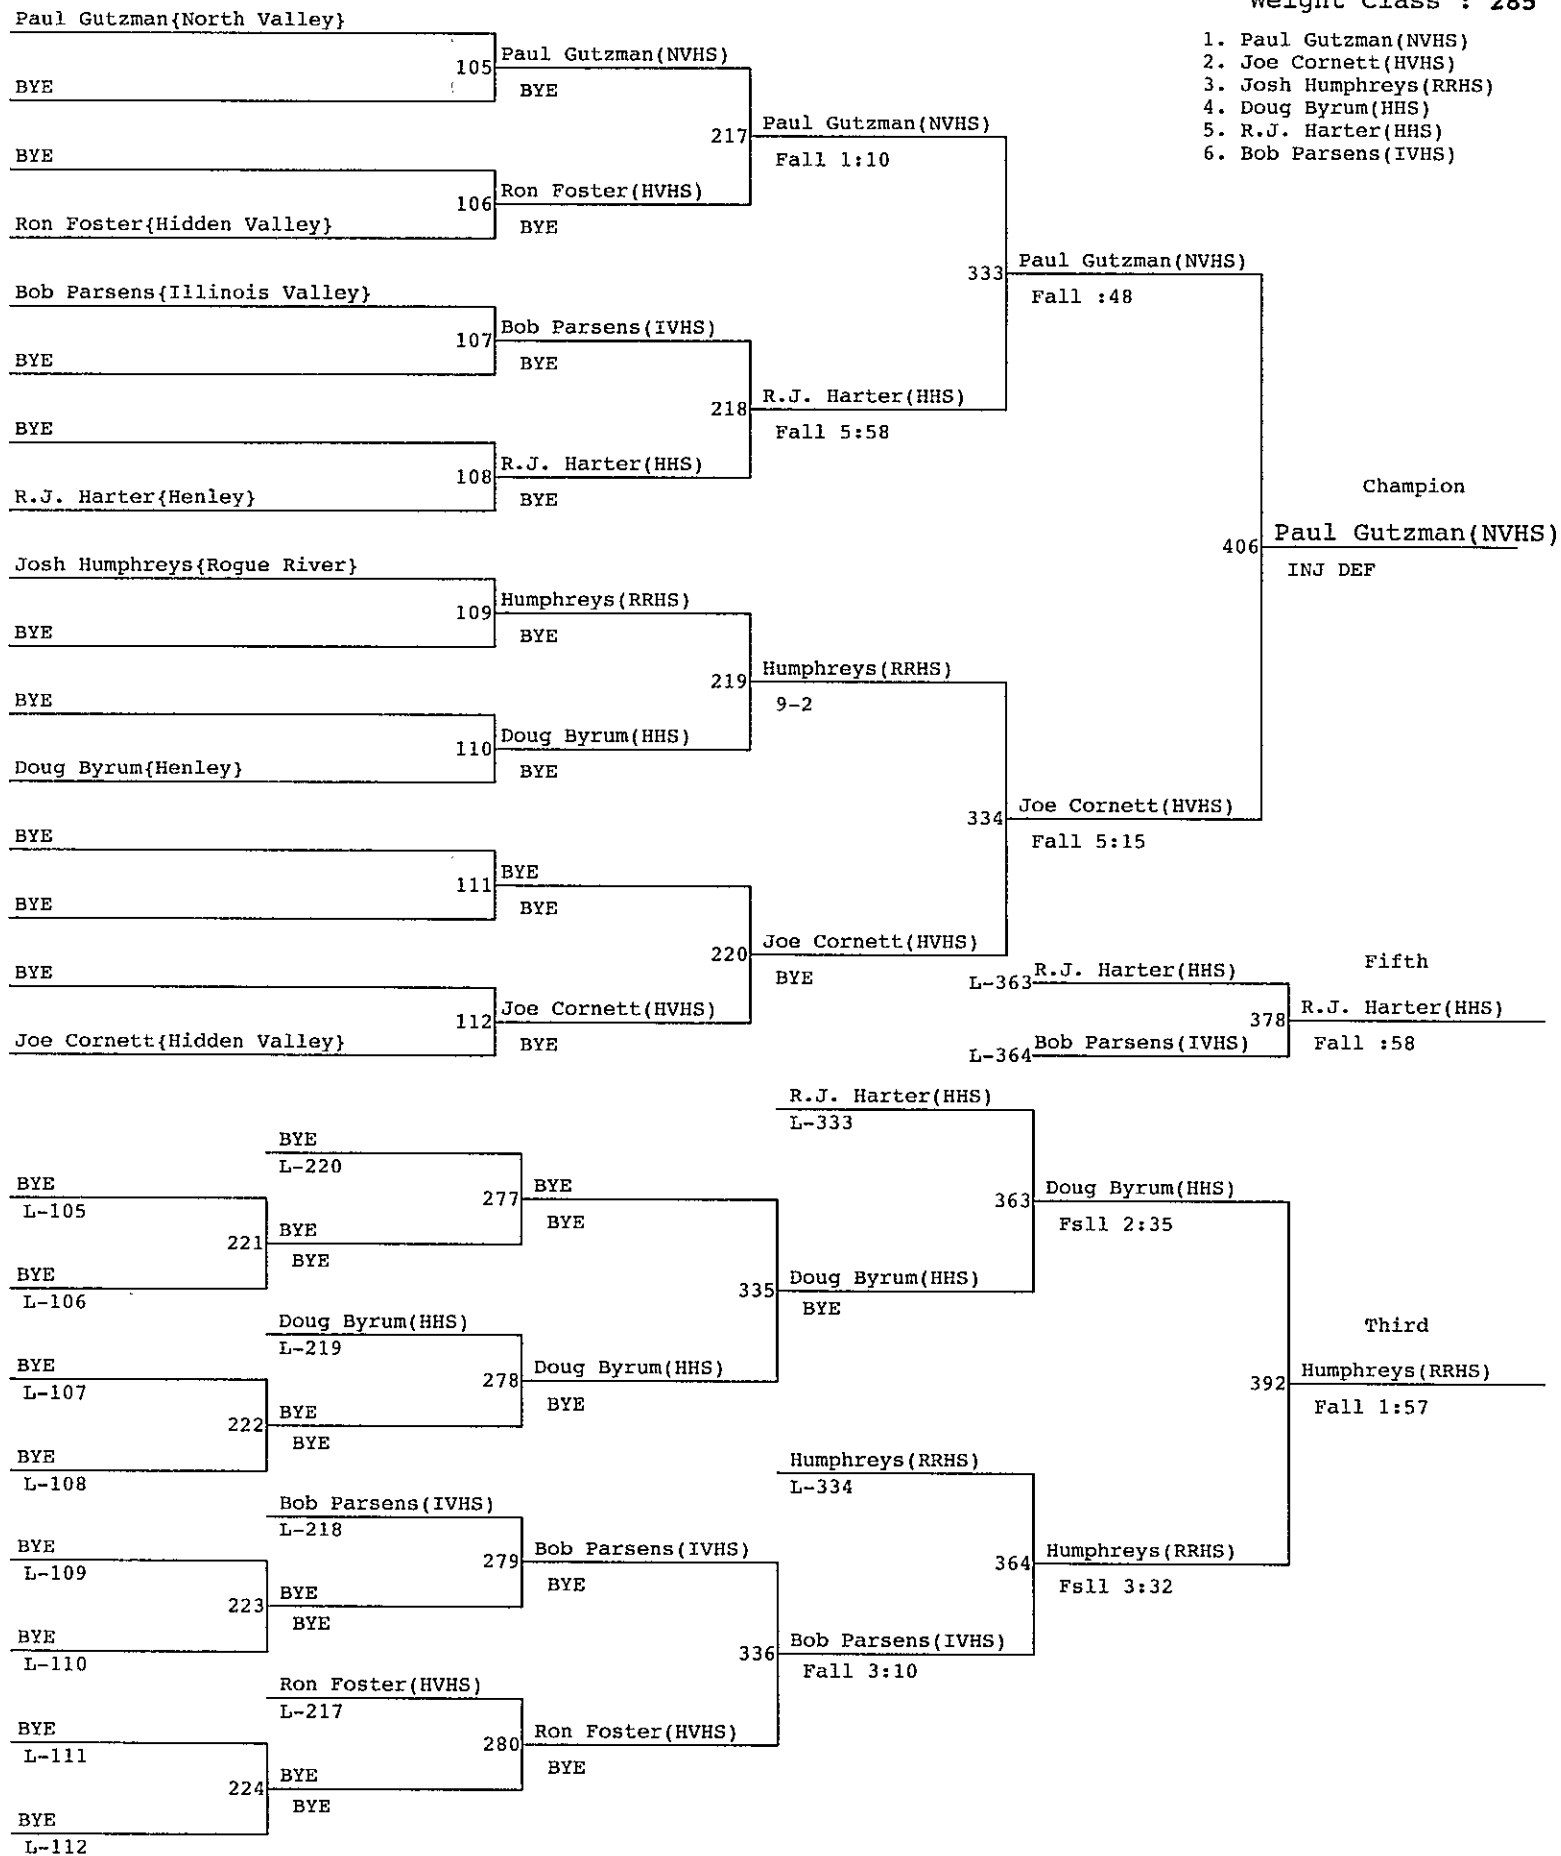 Weight Class : 285
1. Paul Gutzman(NVHS)
2. Joe Cornett(HVHS)
3. Josh Humphreys(RRHS)
4. Doug Byrum(HHS)
5. R.J. Harter(HHS)
6. Bob Parsens(IVHS)
Paul Gutzman{North Valley}
105
BYE
Paul Gutzman(NVHS)
BYE
BYE
106
Ron Foster{Hidden Valley}
Ron Foster(HVHS)
BYE
217
Paul Gutzman(NVHS)
Fall 1:10
Bob Parsens{Illinois Valley}
107
BYE
Bob Parsens(IVHS)
BYE
BYE
108
R.J. Harter{Henley}
R.J. Harter(HHS)
BYE
218
R.J. Harter(HHS)
Fall 5:58
333
Paul Gutzman(NVHS)
Fall :48
Josh Humphreys{Rogue River}
109
BYE
Humphreys(RRHS)
BYE
BYE
110
Doug Byrum{Henley}
Doug Byrum(HHS)
BYE
219
Humphreys(RRHS)
9-2
BYE
111
BYE
BYE
BYE
BYE
112
Joe Cornett{Hidden Valley}
Joe Cornett(HVHS)
BYE
220
Joe Cornett(HVHS)
BYE
334
Joe Cornett(HVHS)
Fall 5:15
Champion
406
Paul Gutzman(NVHS)
INJ DEF
Fifth
L-363
R.J. Harter(HHS)
L-364
Bob Parsens(IVHS)
378
R.J. Harter(HHS)
Fall :58
R.J. Harter(HHS)
L-333
BYE
L-220
BYE
L-105
221
BYE
L-106
BYE
BYE
277
BYE
BYE
Doug Byrum(HHS)
L-219
BYE
L-107
222
BYE
L-108
BYE
BYE
278
Doug Byrum(HHS)
BYE
335
Doug Byrum(HHS)
BYE
363
Doug Byrum(HHS)
Fsll 2:35
Humphreys(RRHS)
L-334
Bob Parsens(IVHS)
L-218
BYE
L-109
223
BYE
L-110
BYE
BYE
279
Bob Parsens(IVHS)
BYE
Ron Foster(HVHS)
L-217
BYE
L-111
224
BYE
L-112
BYE
BYE
280
Ron Foster(HVHS)
BYE
336
Bob Parsens(IVHS)
Fall 3:10
364
Humphreys(RRHS)
Fsll 3:32
Third
392
Humphreys(RRHS)
Fall 1:57